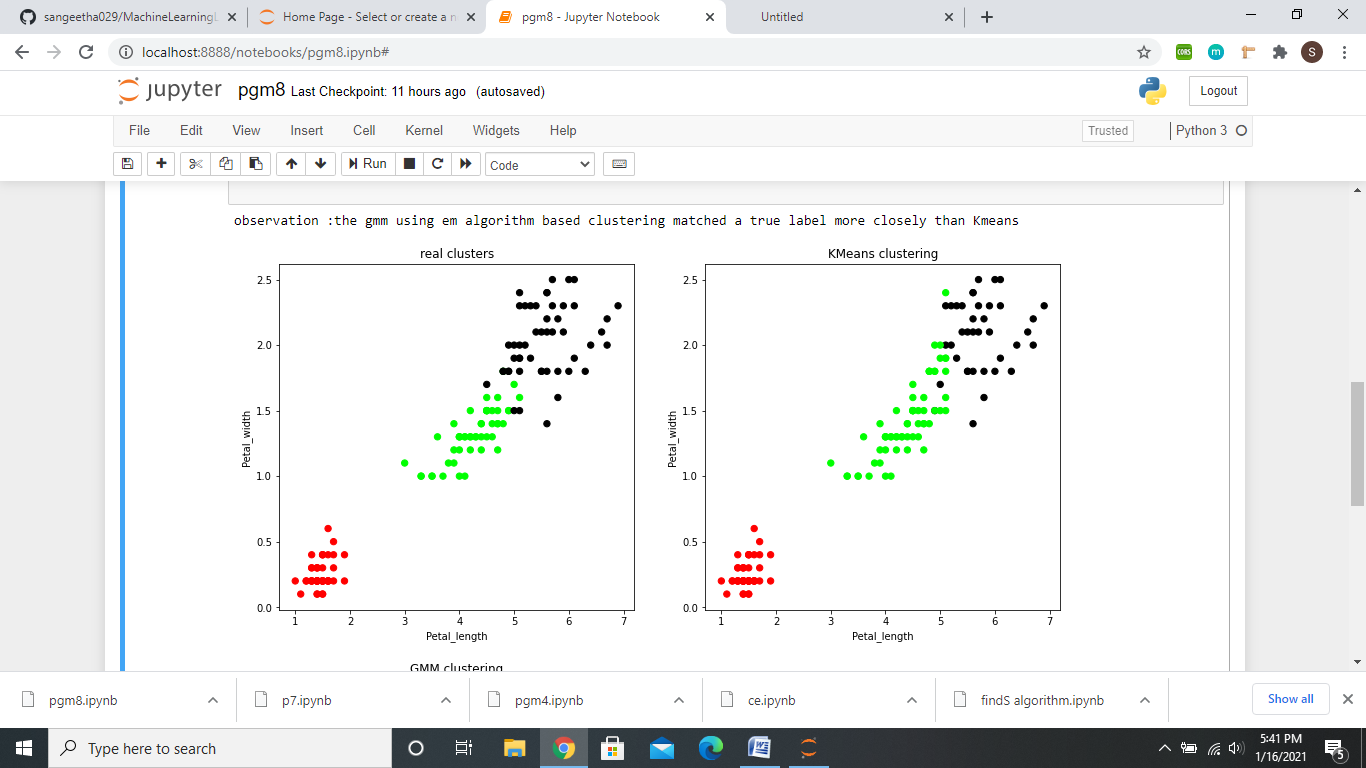 sangeetha029/MachineLearningL
Home Page - Select or create a n
pgm8 - Jupyter Notebook
Untitled
localhost:8888/notebooks/pgm8.ipynb#
CORS
m
S
jupyter pgm8 Last Checkpoint: 11 hours ago (autosaved)
Logout
File Edit View Insert Cell Kernel Widgets Help
Trusted
Python 3
Run
Code
observation :the gmm using em algorithm based clustering matched a true label more closely than Kmeans
real clusters
2.5
2.0
1.5
1.0
0.5
0.0
Petal_width
1 2 3 4 5 6 7
Petal_length
KMeans clustering
2.5
2.0
1.5
1.0
0.5
0.0
Petal_width
1 2 3 4 5 6 7
Petal_length
GMM clustering
pgm8.ipynb
p7.ipynb
pgm4.ipynb
ce.ipynb
findS algorithm.ipynb
Show all
Type here to search
W
5:41 PM
1/16/2021
5